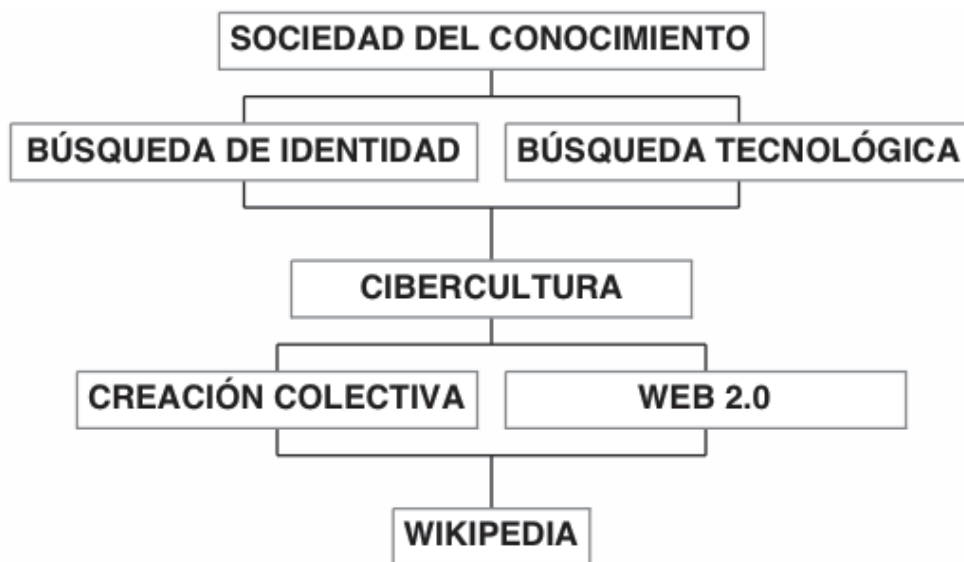 SOCIEDAD DEL CONOCIMIENTO
BÚSQUEDA DE IDENTIDAD
BÚSQUEDA TECNOLÓGICA
CIBERCULTURA
CREACIÓN COLECTIVA
WEB 2.0
WIKIPEDIA